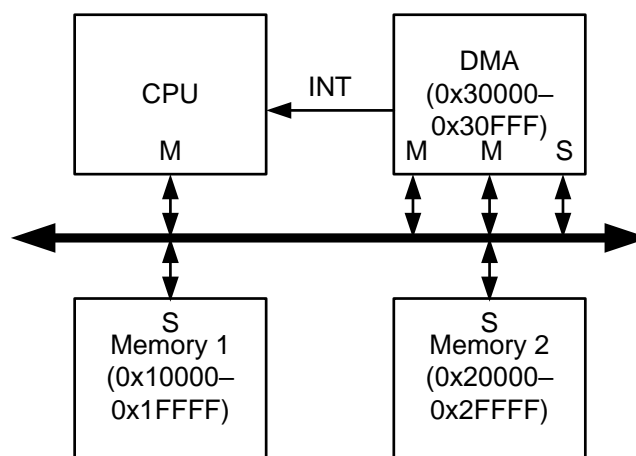 CPU
M
INT
DMA
(0x30000–
0x30FFF)
M M S
S
Memory 1
(0x10000–
0x1FFFF)
S
Memory 2
(0x20000–
0x2FFFF)